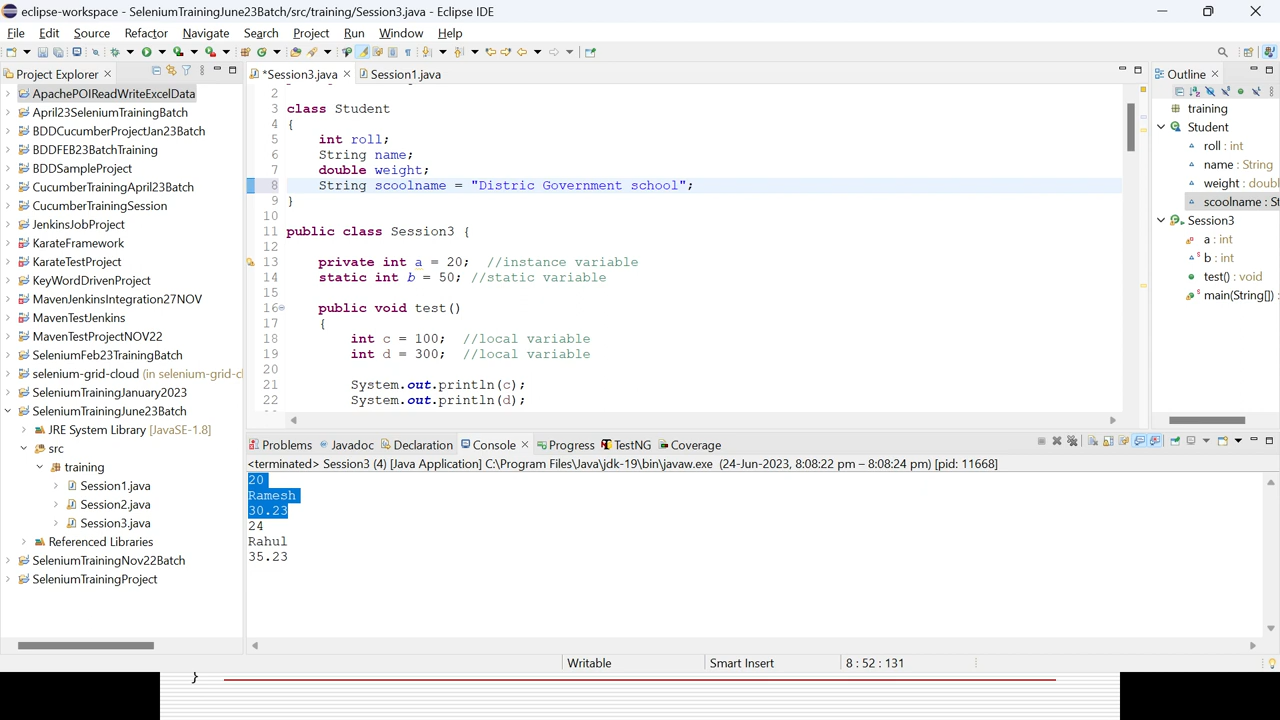 eclipse-workspace - SeleniumTrainingJune23Batch/src/training/Session3.java - Eclipse IDE
File Edit Source Refactor Navigate Search Project Run Window Help
Project Explorer
ApachePOIReadWriteExcelData
April23SeleniumTrainingBatch
BDDCucumberProjectJan23Batch
BDDFEB23BatchTraining
BDDSampleProject
CucumberTrainingApril23Batch
CucumberTrainingSession
JenkinsJobProject
KarateFramework
KarateTestProject
KeyWordDrivenProject
MavenJenkinsIntegration27NOV
MavenTestJenkins
MavenTestProjectNOV22
SeleniumFeb23TrainingBatch
selenium-grid-cloud (in selenium-grid-cl
SeleniumTrainingJanuary2023
SeleniumTrainingJune23Batch
JRE System Library [JavaSE-1.8]
src
training
Session1.java
Session2.java
Session3.java
Referenced Libraries
SeleniumTrainingNov22Batch
SeleniumTrainingProject
*Session3.java Session1.java
2
3 class Student
4 {
5 int roll;
6 String name;
7 double weight;
8 String scoolname = "Distric Government school";
9 }
10
11 public class Session3 {
12
13 private int a = 20; //instance variable
14 static int b = 50; //static variable
15
16 public void test()
17 {
18 int c = 100; //local variable
19 int d = 300; //local variable
20
21 System.out.println(c);
22 System.out.println(d);
Outline
training
Student
roll : int
name : String
weight : doubl
scoolname : St
Session3
a : int
b : int
test() : void
main(String[]) :
Problems Javadoc Declaration Console Progress TestNG Coverage
<terminated> Session3 (4) [Java Application] C:\Program Files\Java\jdk-19\bin\javaw.exe (24-Jun-2023, 8:08:22 pm – 8:08:24 pm) [pid: 11668]
20
Ramesh
30.23
24
Rahul
35.23
Writable Smart Insert 8 : 52 : 131
}